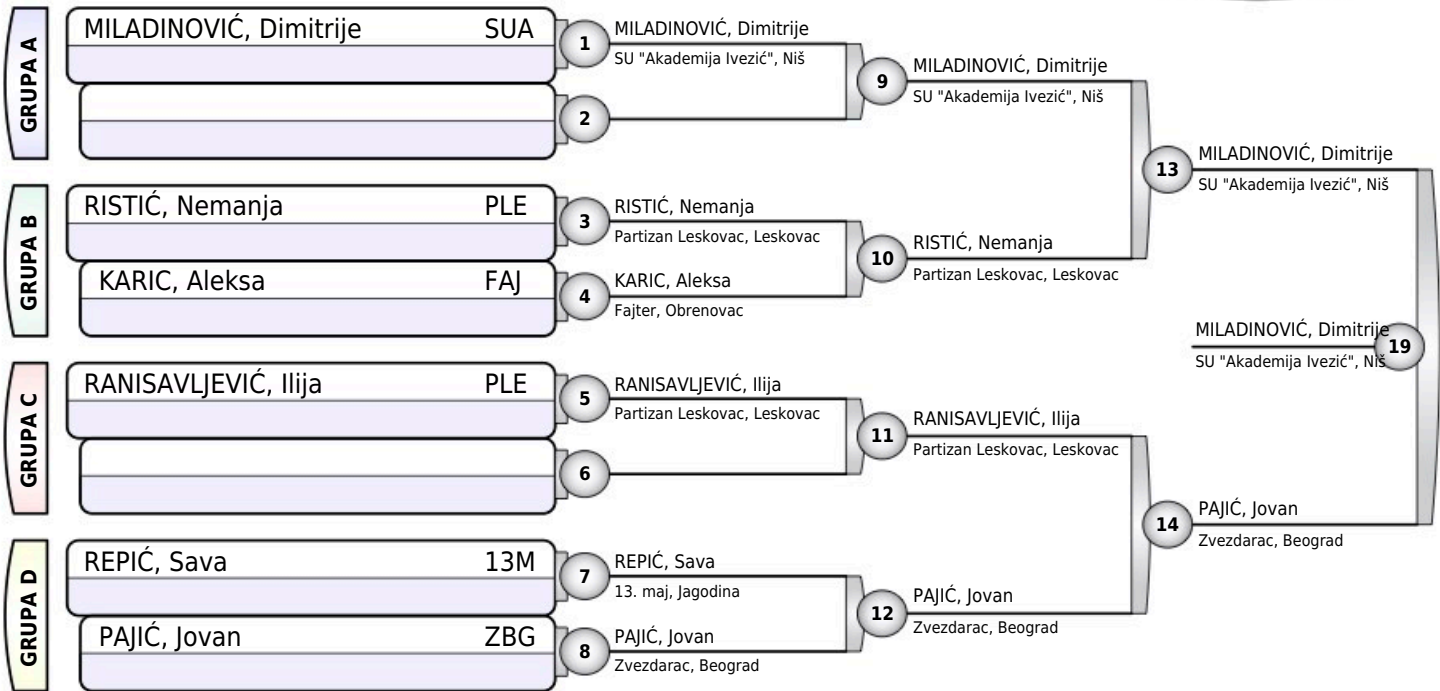 GRUPA A
MILADINOVIĆ, Dimitrije SUA
1
2
GRUPA B
RISTIĆ, Nemanja PLE
3
KARIC, Aleksa FAJ
4
GRUPA C
RANISAVLJEVIĆ, Ilija PLE
5
6
GRUPA D
REPIĆ, Sava 13M
7
PAJIĆ, Jovan ZBG
8
MILADINOVIĆ, Dimitrije
SU "Akademija Ivezić", Niš
9
RISTIĆ, Nemanja
Partizan Leskovac, Leskovac
KARIC, Aleksa
Fajter, Obrenovac
10
RANISAVLJEVIĆ, Ilija
Partizan Leskovac, Leskovac
11
REPIĆ, Sava
13. maj, Jagodina
PAJIĆ, Jovan
Zvezdarac, Beograd
12
MILADINOVIĆ, Dimitrije
SU "Akademija Ivezić", Niš
RISTIĆ, Nemanja
Partizan Leskovac, Leskovac
13
RANISAVLJEVIĆ, Ilija
Partizan Leskovac, Leskovac
PAJIĆ, Jovan
Zvezdarac, Beograd
14
MILADINOVIĆ, Dimitrije
SU "Akademija Ivezić", Niš
PAJIĆ, Jovan
Zvezdarac, Beograd
MILADINOVIĆ, Dimitrije
SU "Akademija Ivezić", Niš
19